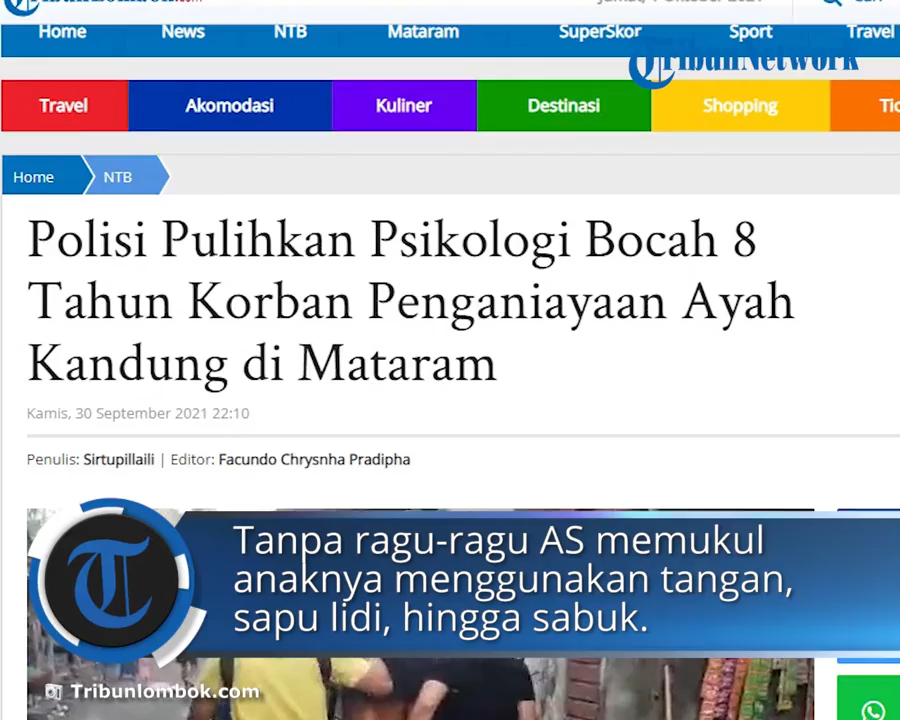 Home News NTB Mataram SuperSkor Sport Travel
TribunNetwork
Travel Akomodasi Kuliner Destinasi Shopping
Home NTB
Polisi Pulihkan Psikologi Bocah 8
Tahun Korban Penganiayaan Ayah
Kandung di Mataram
Kamis, 30 September 2021 22:10
Penulis: Sirtupillaili | Editor: Facundo Chrysnha Pradipha
Tanpa ragu-ragu AS memukul
anaknya menggunakan tangan,
sapu lidi, hingga sabuk.
Tribunlombok.com